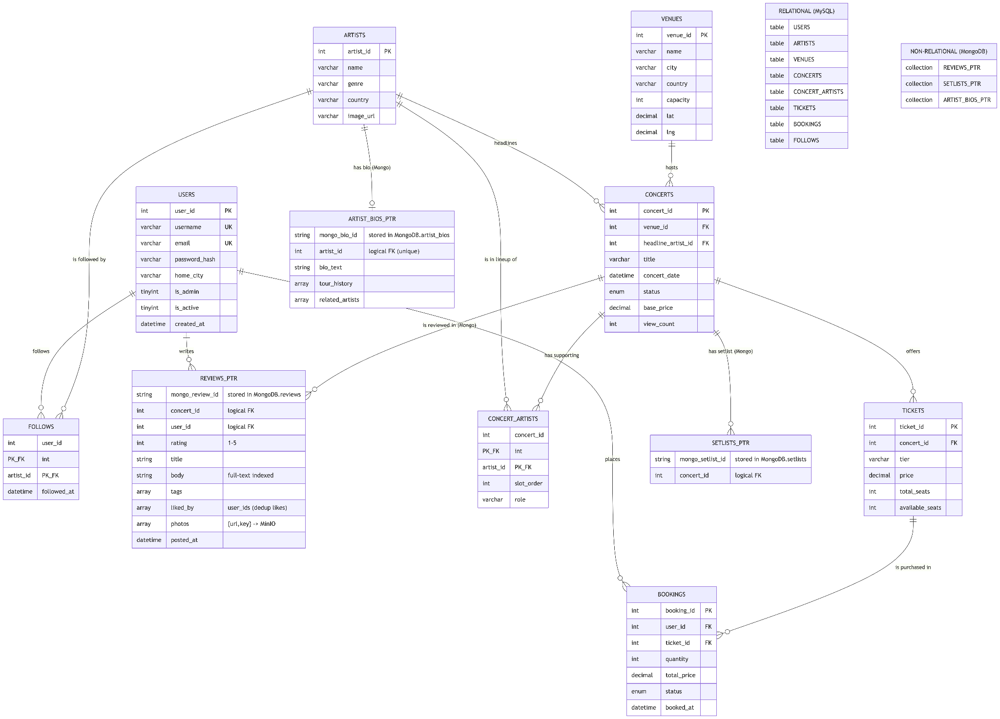 ARTISTS
int artist_id PK
varchar name
varchar genre
varchar country
varchar image_url
VENUES
int venue_id PK
varchar name
varchar city
varchar country
int capacity
decimal lat
decimal lng
RELATIONAL (MySQL)
table USERS
table ARTISTS
table VENUES
table CONCERTS
table CONCERT_ARTISTS
table TICKETS
table BOOKINGS
table FOLLOWS
NON-RELATIONAL (MongoDB)
collection REVIEWS_PTR
collection SETLISTS_PTR
collection ARTIST_BIOS_PTR
headlines
has bio (Mongo)
hosts
is followed by
is in lineup of
USERS
int user_id PK
varchar username UK
varchar email UK
varchar password_hash
varchar home_city
tinyint is_admin
tinyint is_active
datetime created_at
ARTIST_BIOS_PTR
string mongo_bio_id stored in MongoDB.artist_bios
int artist_id logical FK (unique)
string bio_text
array tour_history
array related_artists
CONCERTS
int concert_id PK
int venue_id FK
int headline_artist_id FK
varchar title
datetime concert_date
enum status
decimal base_price
int view_count
is reviewed in (Mongo)
follows
writes
has supporting
has setlist (Mongo)
offers
REVIEWS_PTR
string mongo_review_id stored in MongoDB.reviews
int concert_id logical FK
int user_id logical FK
int rating 1-5
string title
string body full-text indexed
array tags
array liked_by user_ids (dedup likes)
array photos {url,key} -> MinIO
datetime posted_at
FOLLOWS
int user_id
PK_FK int
artist_id PK_FK
datetime followed_at
CONCERT_ARTISTS
int concert_id
PK_FK int
artist_id PK_FK
int slot_order
varchar role
SETLISTS_PTR
string mongo_setlist_id stored in MongoDB.setlists
int concert_id logical FK
TICKETS
int ticket_id PK
int concert_id FK
varchar tier
decimal price
int total_seats
int available_seats
places
is purchased in
BOOKINGS
int booking_id PK
int user_id FK
int ticket_id FK
int quantity
decimal total_price
enum status
datetime booked_at